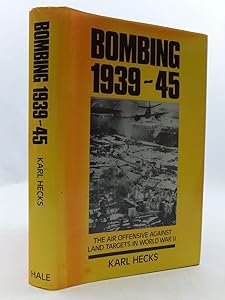 BOMBING
1939-45
THE AIR OFFENSIVE AGAINST
LAND TARGETS IN WORLD WAR II
KARL HECKS
BOMBING 1939-45
KARL HECKS
HALE